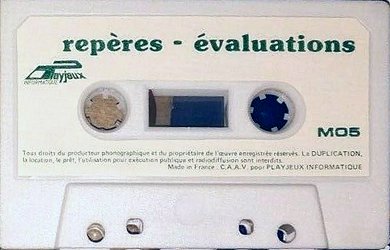 repères - évaluations
Playjeux
INFORMATIQUE
MO5
Tous droits du producteur phonographique et du propriétaire de l'œuvre enregistrée réservés. La DUPLICATION,
la location, le prêt, l'utilisation pour exécution publique et radiodiffusion sont interdits.
Made in France : C.A.A.V. pour PLAYJEUX INFORMATIQUE